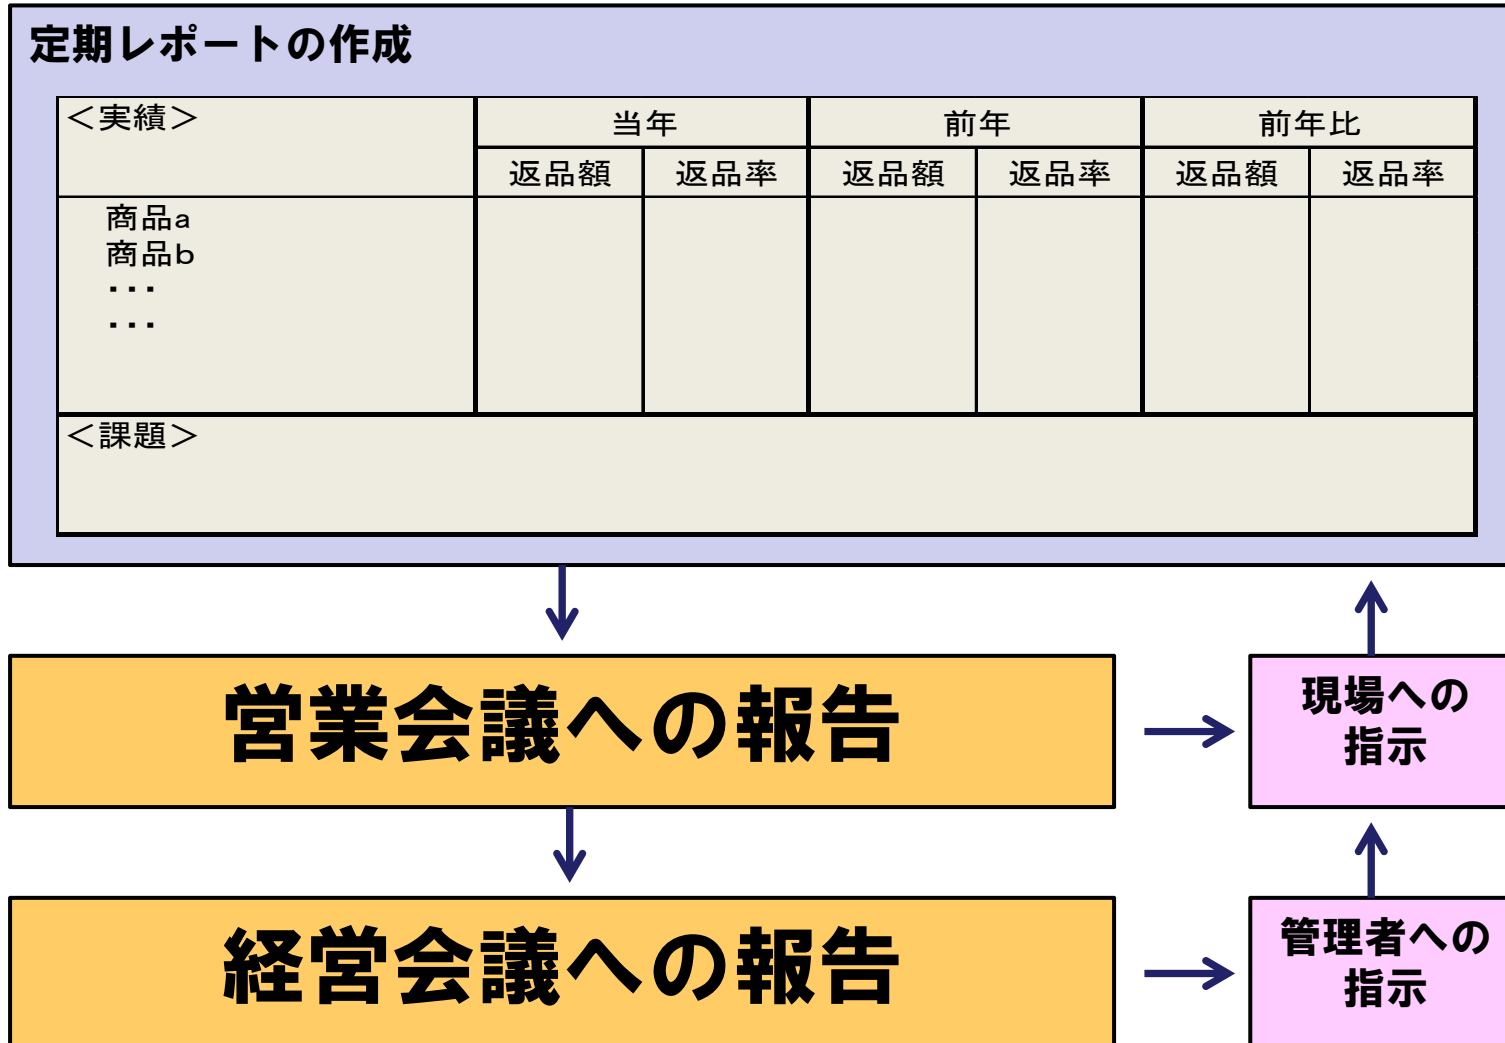 定期レポートの作成
＜実績＞
当年 前年 前年比
返品額 返品率 返品額 返品率 返品額 返品率
商品a
商品b
・・・
・・・
＜課題＞
営業会議への報告
現場への
指示
経営会議への報告
管理者への
指示